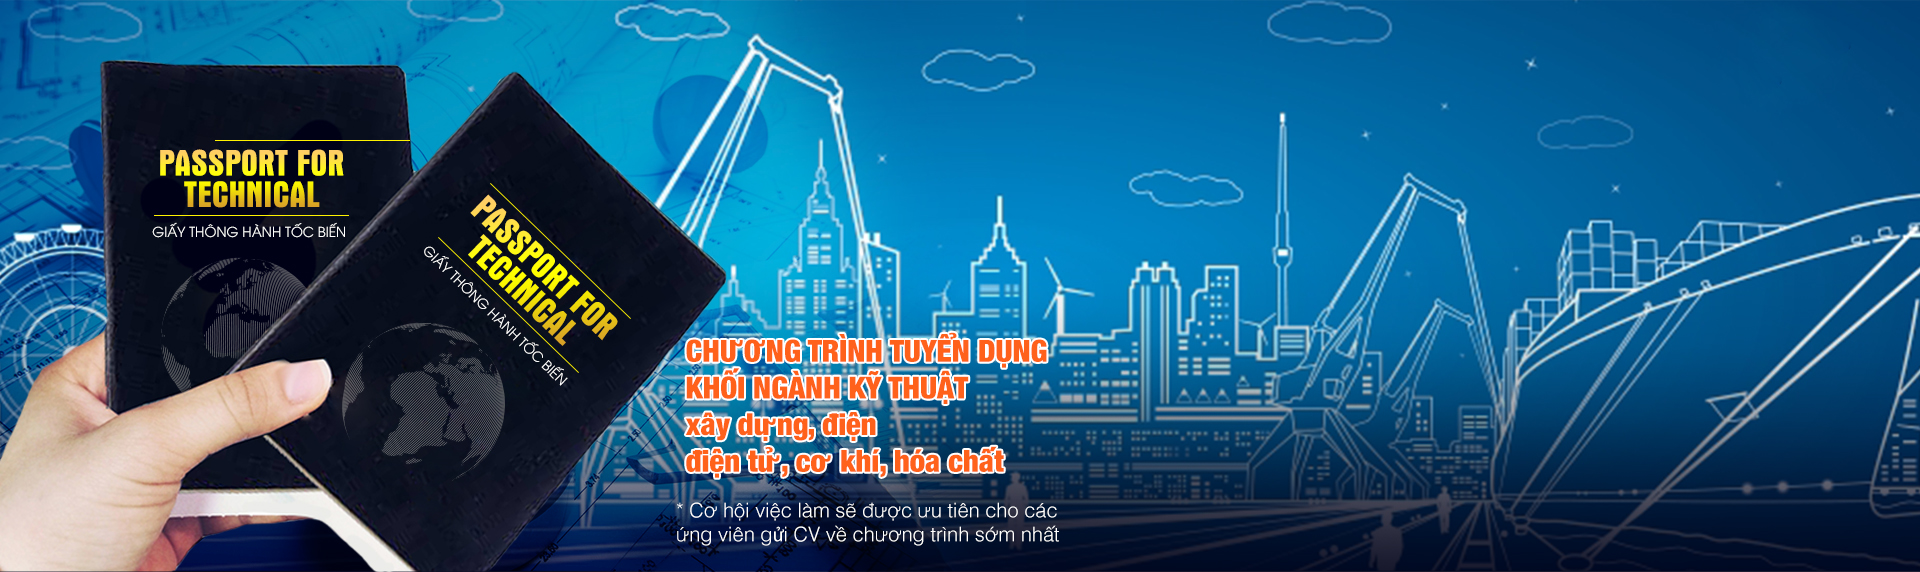 PASSPORT FOR
TECHNICAL
GIẤY THÔNG HÀNH TỐC BIẾN
PASSPORT FOR
TECHNICAL
GIẤY THÔNG HÀNH TỐC BIẾN
CHƯƠNG TRÌNH TUYỂN DỤNG
KHỐI NGÀNH KỸ THUẬT
xây dựng, điện
điện tử, cơ khí, hóa chất
* Cơ hội việc làm sẽ được ưu tiên cho các
ứng viên gửi CV về chương trình sớm nhất